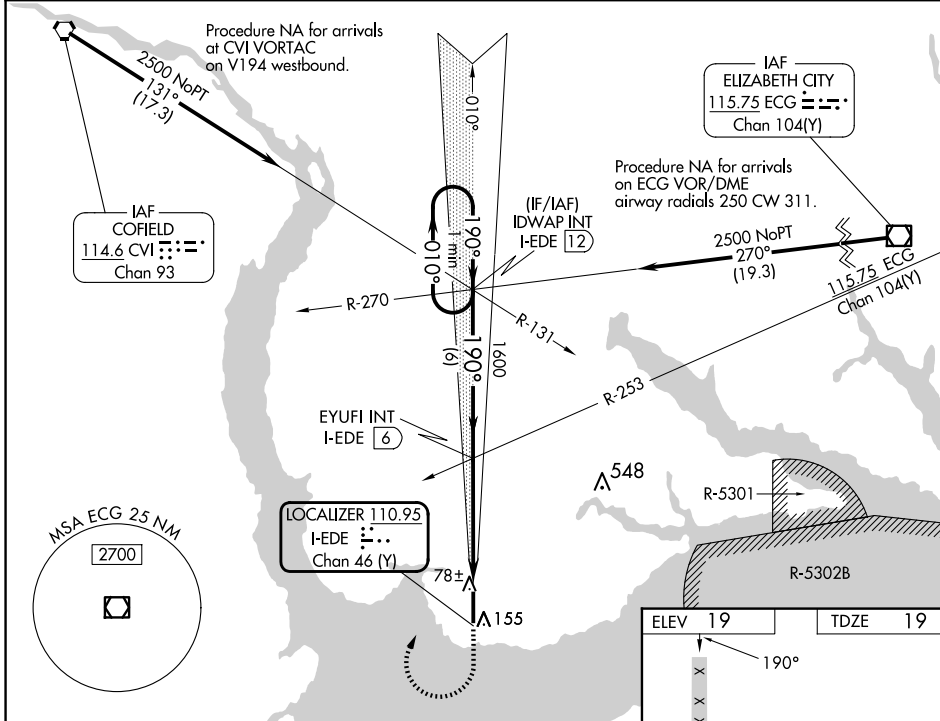 Procedure NA for arrivals
at CVI VORTAC
on V194 westbound.
2500 NoPT
131°
(17.3)
IAF
COFIELD
114.6 CVI
Chan 93
010°
IAF
ELIZABETH CITY
115.75 ECG
Chan 104(Y)
Procedure NA for arrivals
on ECG VOR/DME
airway radials 250 CW 311.
(IF/IAF)
IDWAP INT
I-EDE 12
2500 NoPT
270°
(19.3)
115.75 ECG
Chan 104(Y)
010°
1 min
190°
R-270
R-131
190°
(6)
1600
R-253
EYUFI INT
I-EDE 6
548
R-5301
R-5302B
LOCALIZER 110.95
I-EDE
Chan 46 (Y)
78±
155
MSA ECG 25 NM
2700
ELEV 19
TDZE 19
190°
X
X
X